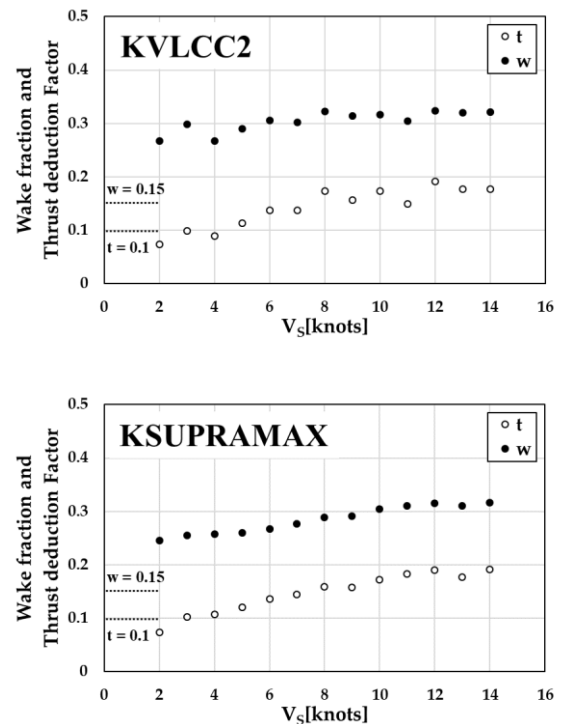 KVLCC2
t
w
Wake fraction and
Thrust deduction Factor
0.5
0.4
0.3
0.2
0.1
0
w = 0.15
t = 0.1
0 2 4 6 8 10 12 14 16
V_S[knots]
KSUPRAMAX
t
w
Wake fraction and
Thrust deduction Factor
0.5
0.4
0.3
0.2
0.1
0
w = 0.15
t = 0.1
0 2 4 6 8 10 12 14 16
V_S[knots]